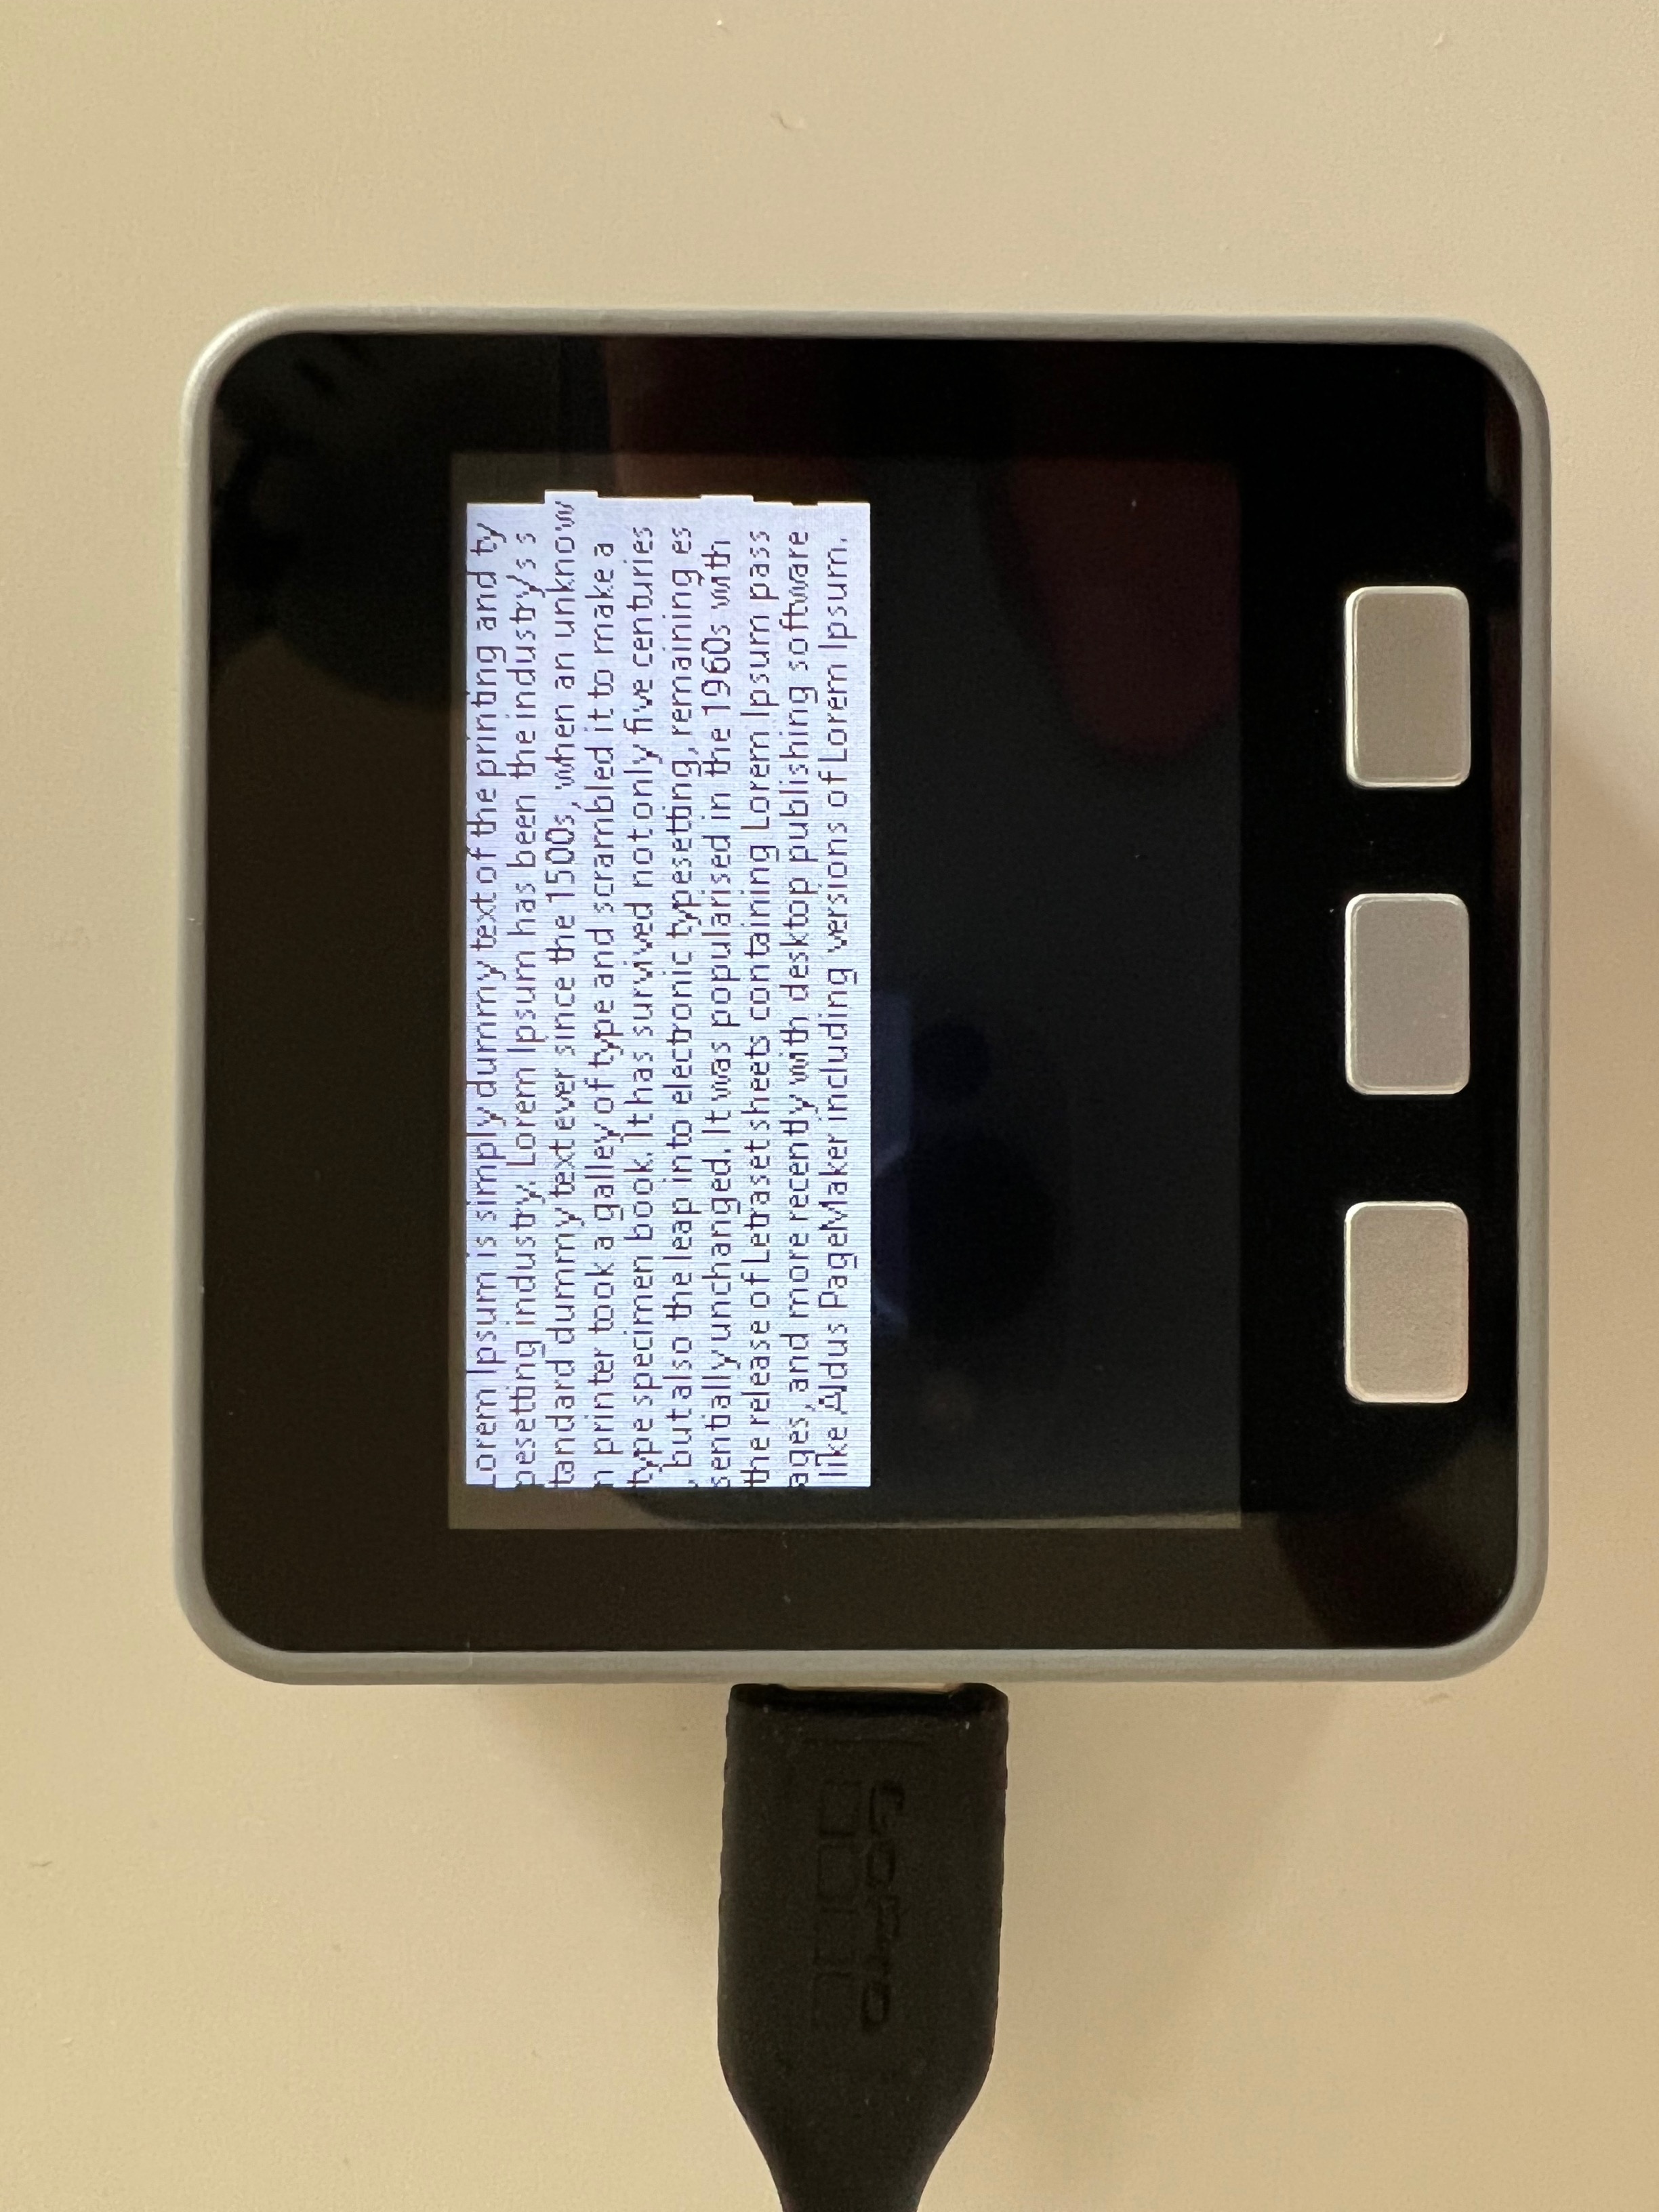 Lorem Ipsum is simply dummy text of the printing and ty
pesetting industry. Lorem Ipsum has been the industry's s
tandard dummy text ever since the 1500s, when an unknow
n printer took a galley of type and scrambled it to make a
type specimen book. It has survived not only five centuries
, but also the leap into electronic typesetting, remaining es
sentially unchanged. It was popularised in the 1960s with
the release of Letraset sheets containing Lorem Ipsum pass
ages, and more recently with desktop publishing software
like Aldus PageMaker including versions of Lorem Ipsum.
GoPro